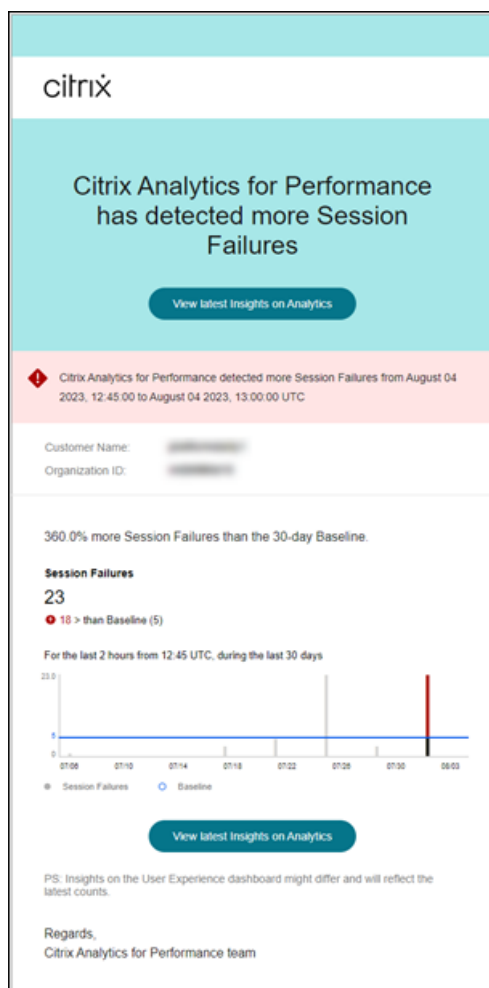 citrix
Citrix Analytics for Performance
has detected more Session
Failures
View latest Insights on Analytics
Citrix Analytics for Performance detected more Session Failures from August 04
2023, 12:45:00 to August 04 2023, 13:00:00 UTC
Customer Name:
Organization ID:
360.0% more Session Failures than the 30-day Baseline.
Session Failures
23
18 > than Baseline (5)
For the last 2 hours from 12:45 UTC, during the last 30 days
23.0
5
0
07/06 07/10 07/14 07/18 07/22 07/26 07/30 08/03
Session Failures Baseline
View latest Insights on Analytics
PS: Insights on the User Experience dashboard might differ and will reflect the
latest counts.
Regards,
Citrix Analytics for Performance team